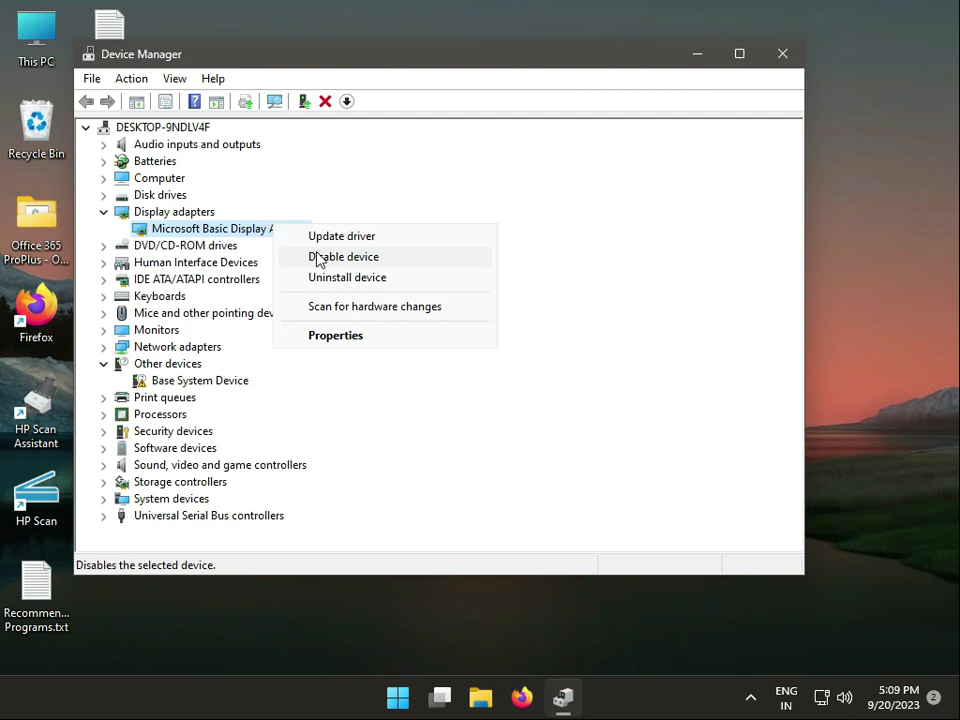 Device Manager
File Action View Help
DESKTOP-9NDLV4F
Audio inputs and outputs
Batteries
Computer
Disk drives
Display adapters
Microsoft Basic Display A
DVD/CD-ROM drives
Human Interface Devices
IDE ATA/ATAPI controllers
Keyboards
Mice and other pointing dev
Monitors
Network adapters
Other devices
Base System Device
Print queues
Processors
Security devices
Software devices
Sound, video and game controllers
Storage controllers
System devices
Universal Serial Bus controllers
Update driver
Disable device
Uninstall device
Scan for hardware changes
Properties
Disables the selected device.
This PC
Recycle Bin
Office 365
ProPlus - O...
Firefox
HP Scan
Assistant
HP Scan
Recommen...
Programs.txt
ENG
IN
5:09 PM
9/20/2023
2